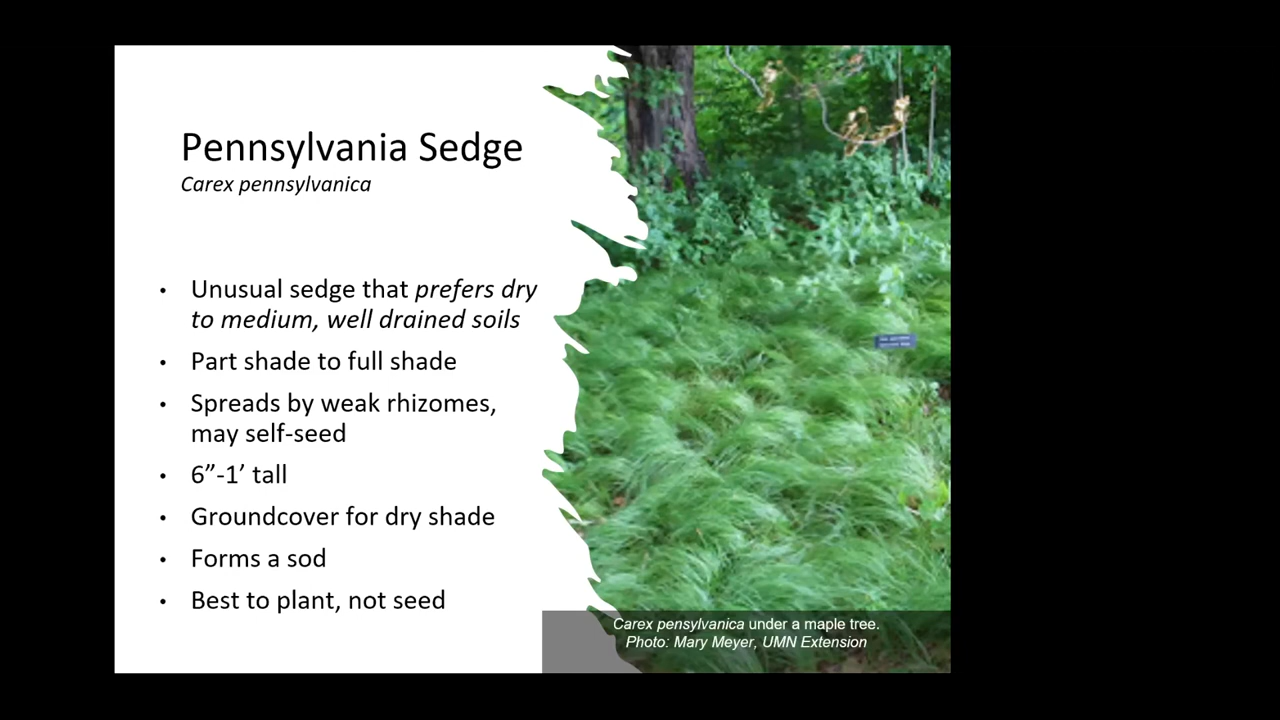 Pennsylvania Sedge
Carex pennsylvanica
• Unusual sedge that prefers dry
to medium, well drained soils
• Part shade to full shade
• Spreads by weak rhizomes,
may self-seed
• 6”-1’ tall
• Groundcover for dry shade
• Forms a sod
• Best to plant, not seed
Carex pensylvanica under a maple tree.
Photo: Mary Meyer, UMN Extension